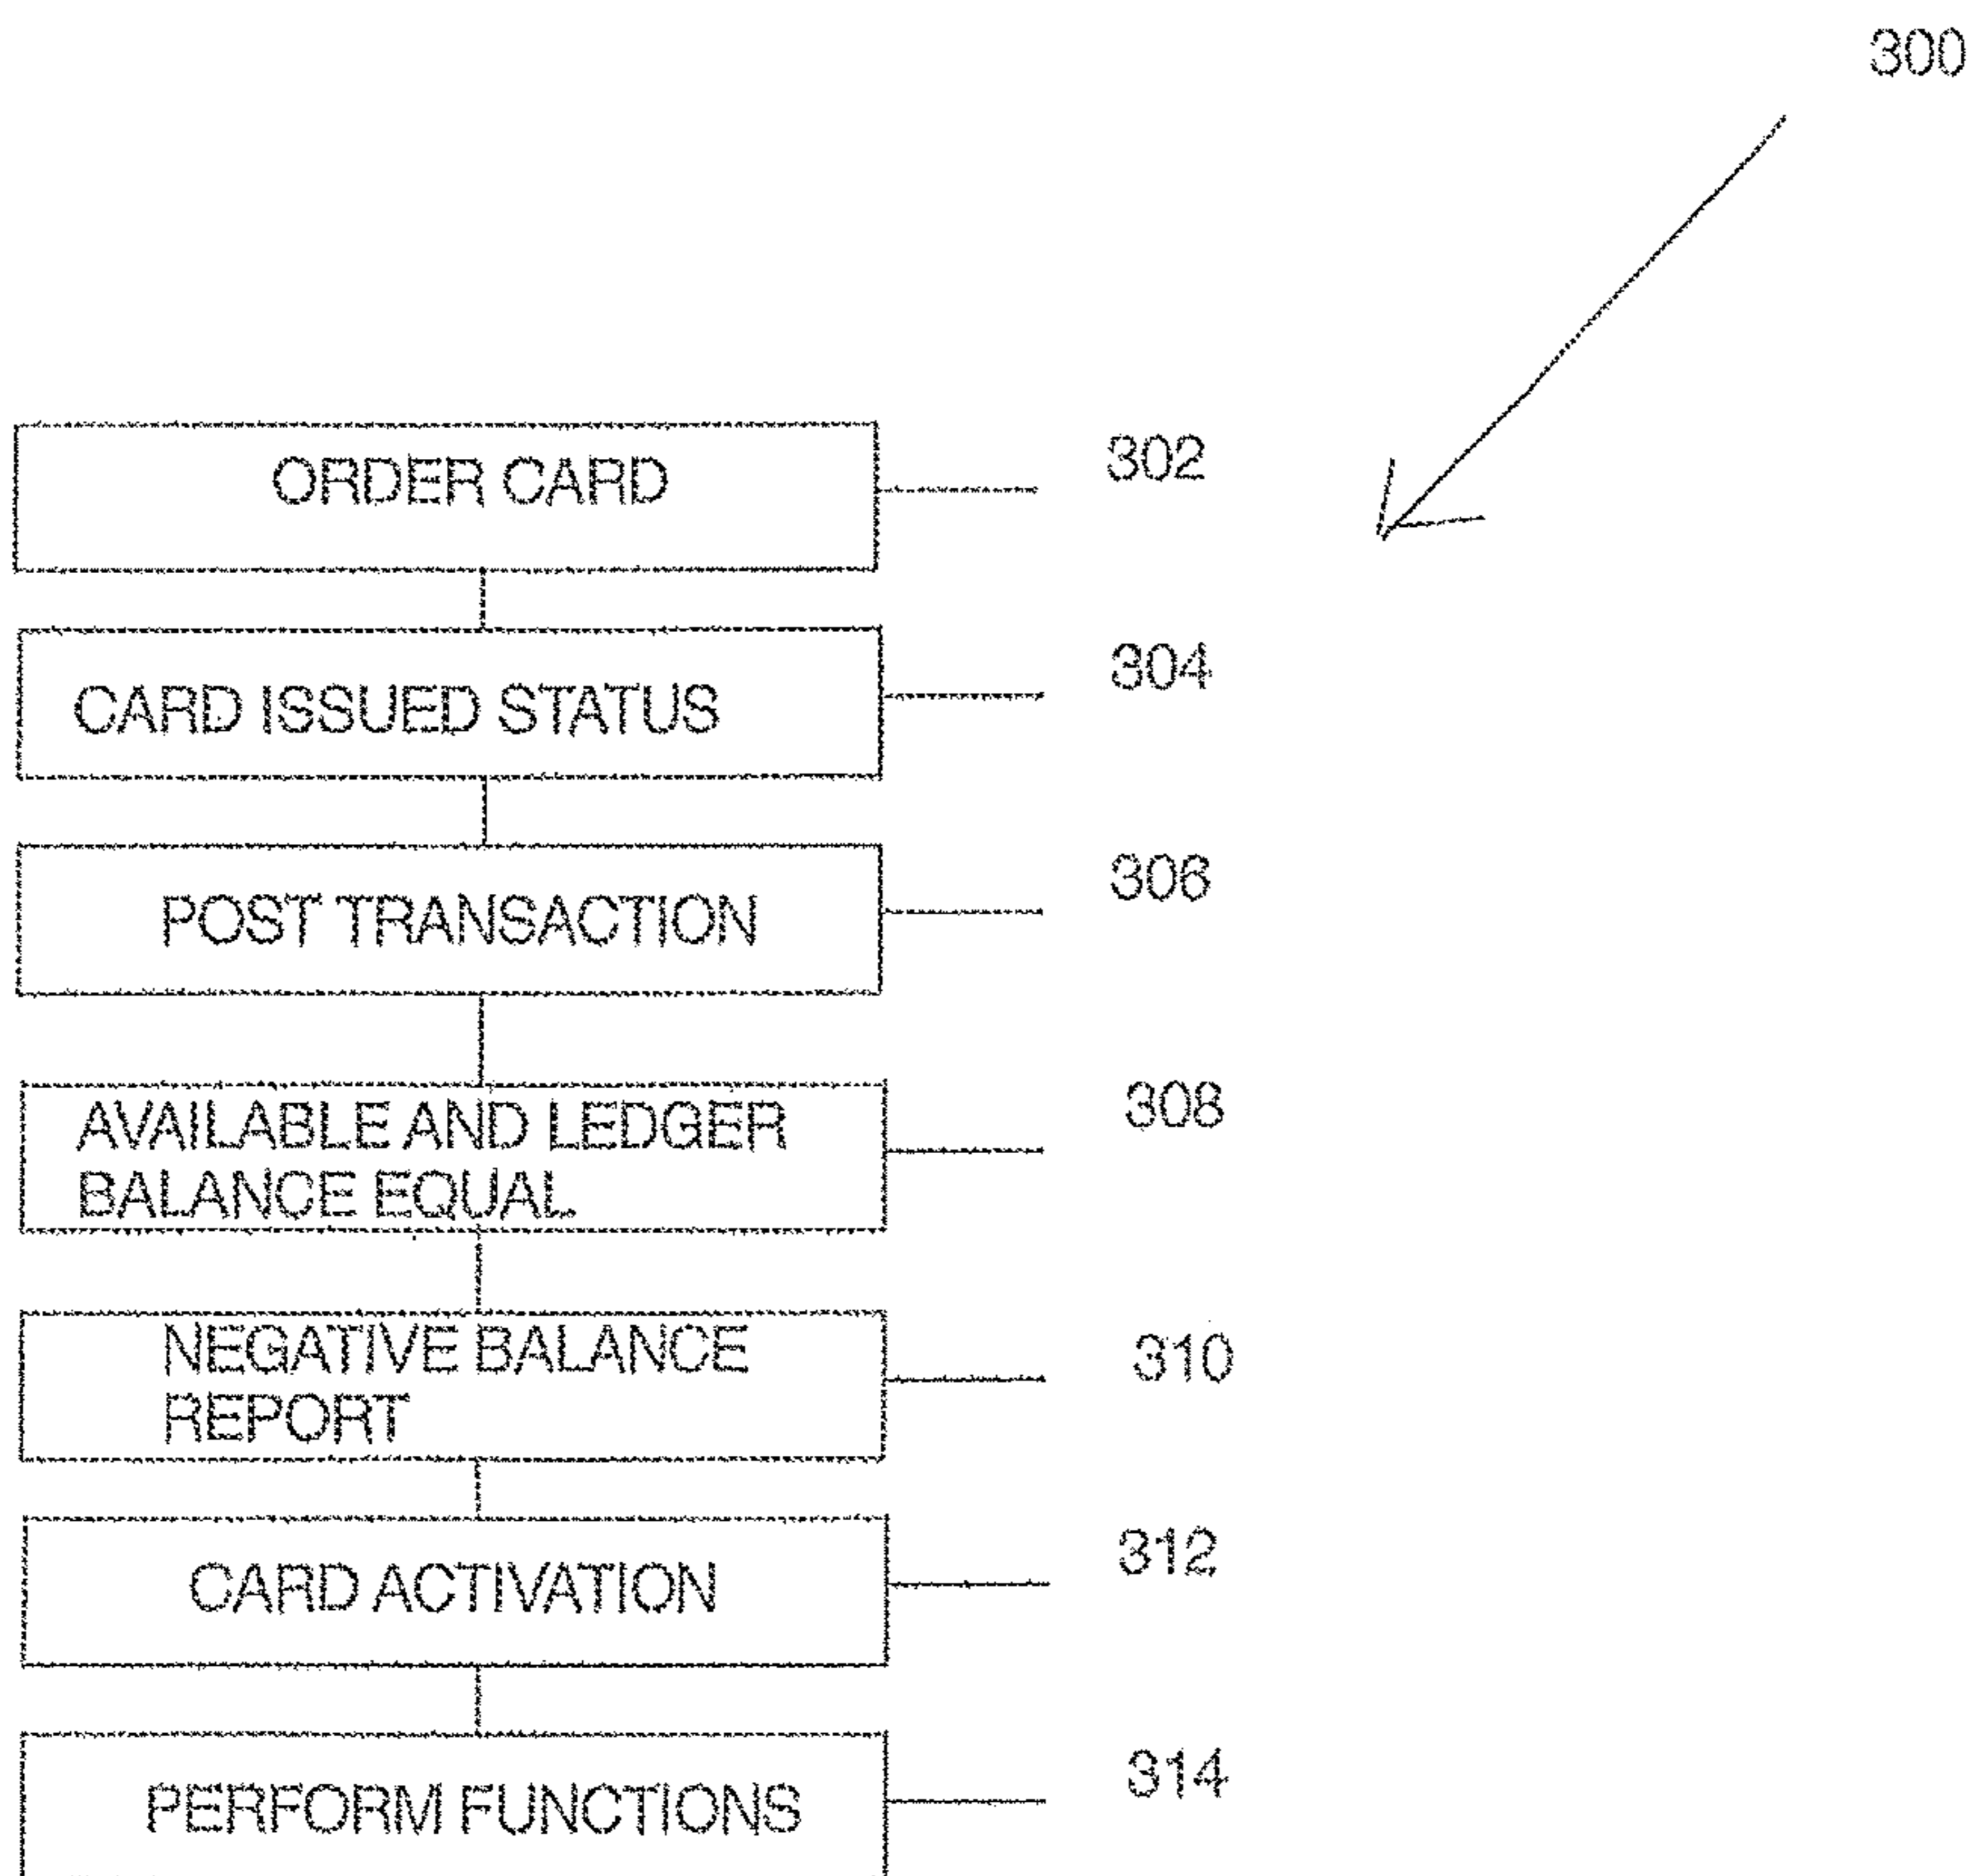 300
ORDER CARD
302
CARD ISSUED STATUS
304
POST TRANSACTION
306
AVAILABLE AND LEDGER
BALANCE EQUAL
308
NEGATIVE BALANCE
REPORT
310
CARD ACTIVATION
312
PERFORM FUNCTIONS
314